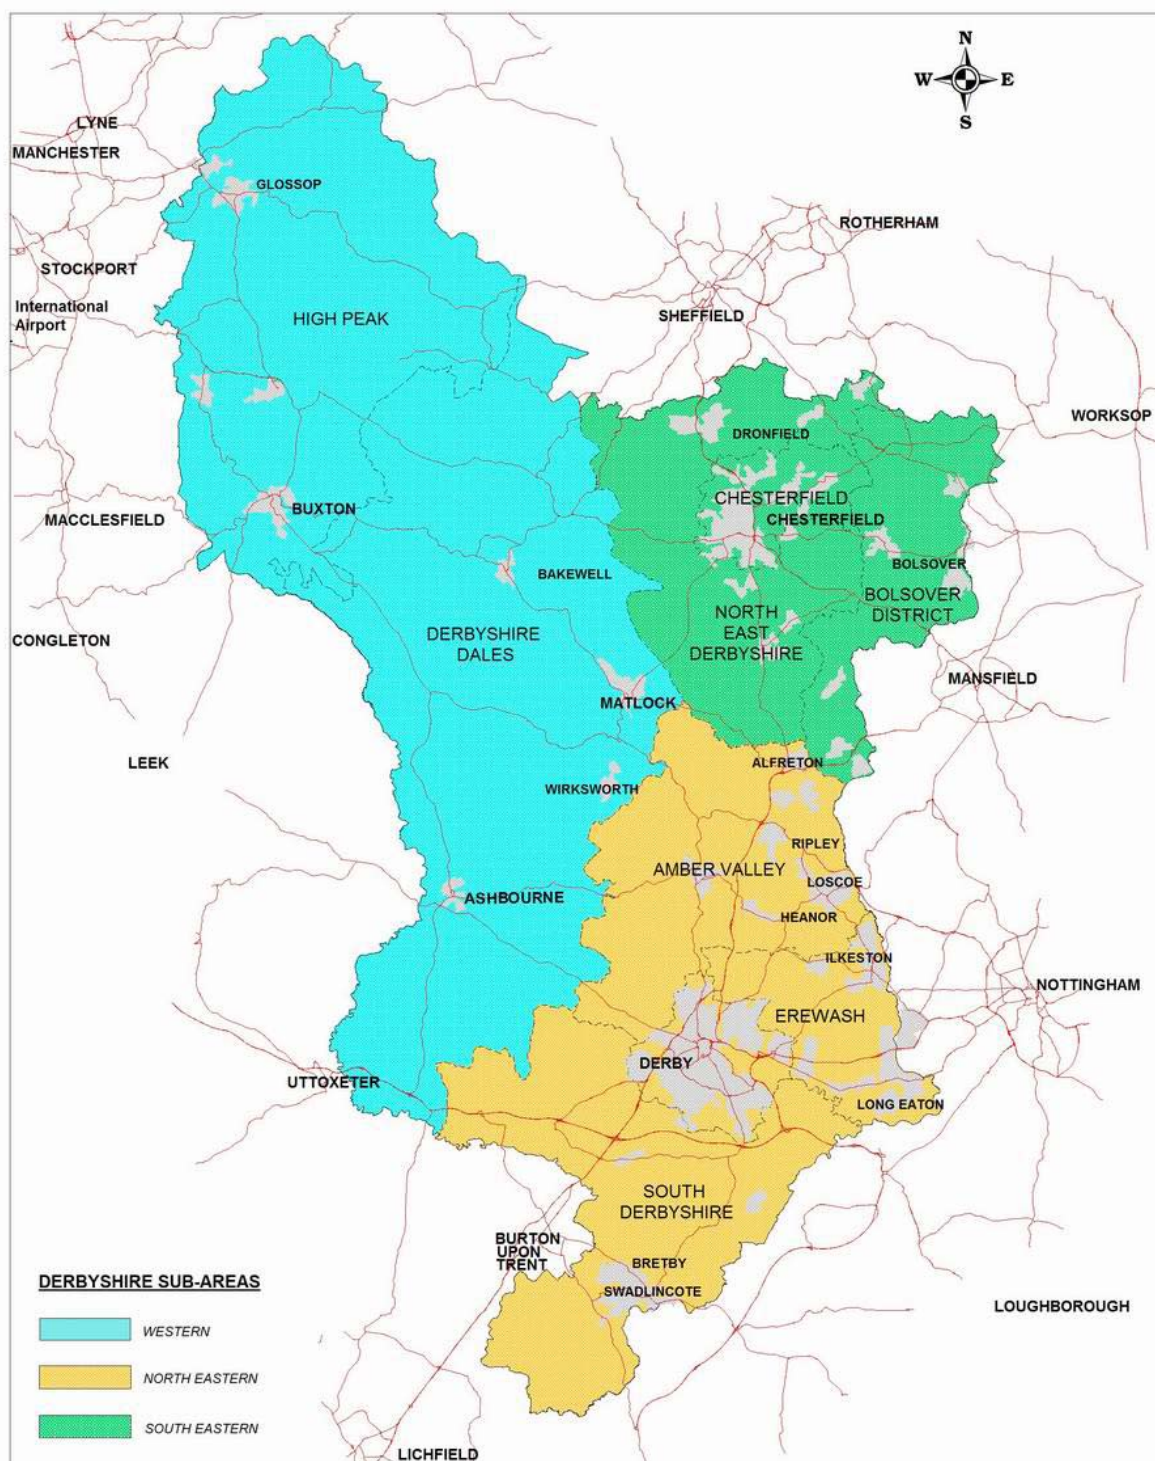 N
W E
S
LYNE
MANCHESTER
GLOSSOP
ROTHERHAM
STOCKPORT
International
Airport
HIGH PEAK
SHEFFIELD
WORKSOP
DRONFIELD
CHESTERFIELD
CHESTERFIELD
BUXTON
MACCLESFIELD
BOLSOVER
BAKEWELL
BOLSOVER
DISTRICT
NORTH
EAST
DERBYSHIRE
DERBYSHIRE
DALES
CONGLETON
MANSFIELD
MATLOCK
LEEK
ALFRETON
WIRKSWORTH
RIPLEY
AMBER VALLEY
LOSCOE
ASHBOURNE
HEANOR
ILKESTON
NOTTINGHAM
EREWASH
DERBY
UTTOXETER
LONG EATON
SOUTH
DERBYSHIRE
BURTON
UPON
TRENT
BRETBY
SWADLINCOTE
LOUGHBOROUGH
DERBYSHIRE SUB-AREAS
WESTERN
NORTH EASTERN
SOUTH EASTERN
LICHFIELD